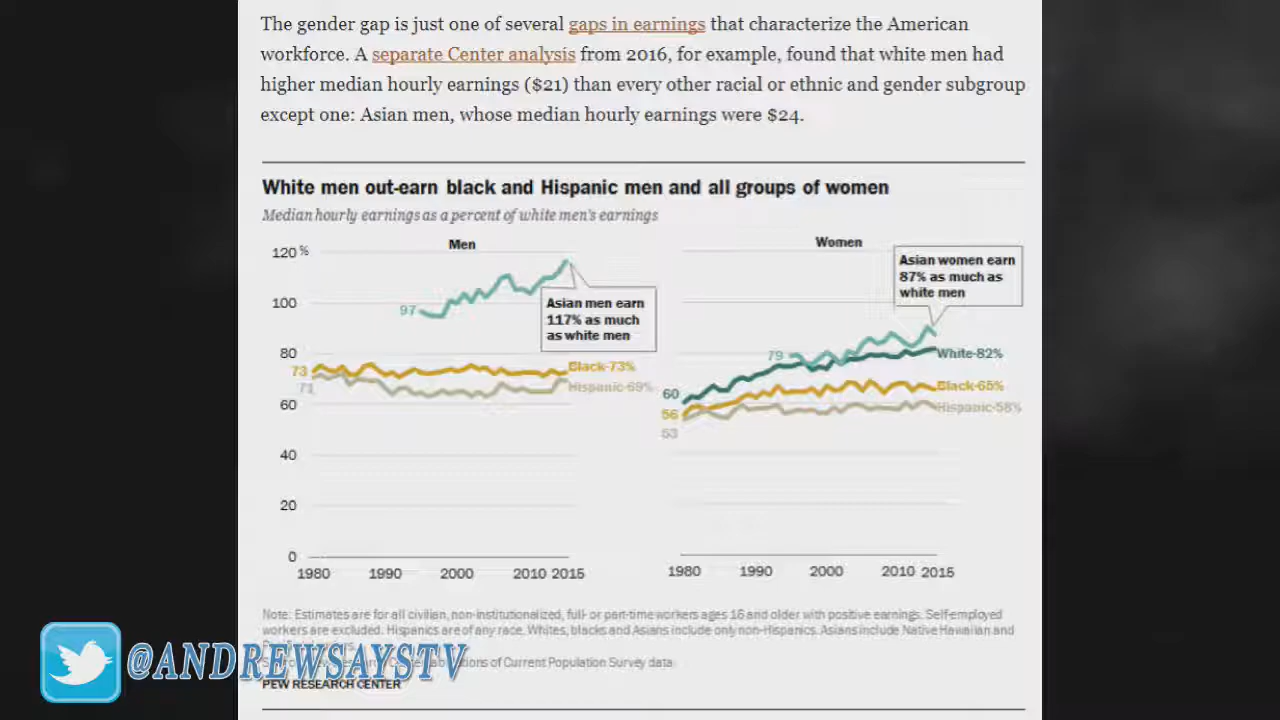 The gender gap is just one of several gaps in earnings that characterize the American
workforce. A separate Center analysis from 2016, for example, found that white men had
higher median hourly earnings ($21) than every other racial or ethnic and gender subgroup
except one: Asian men, whose median hourly earnings were $24.
White men out-earn black and Hispanic men and all groups of women
Median hourly earnings as a percent of white men's earnings
Men
120%
100
80
60
40
20
0
97
73
71
Asian men earn
117% as much
as white men
Black-73%
Hispanic-69%
1980 1990 2000 2010 2015
Women
Asian women earn
87% as much as
white men
79
60
56
53
White-82%
Black-65%
Hispanic-58%
1980 1990 2000 2010 2015
Note: Estimates are for all civilian, non-institutionalized, full- or part-time workers ages 16 and older with positive earnings. Self-employed
workers are excluded. Hispanics are of any race. Whites, blacks and Asians include only non-Hispanics. Asians include Native Hawaiian and
of Current Population Survey data
PEW RESEARCH CENTER
@ANDREWSAYSTV